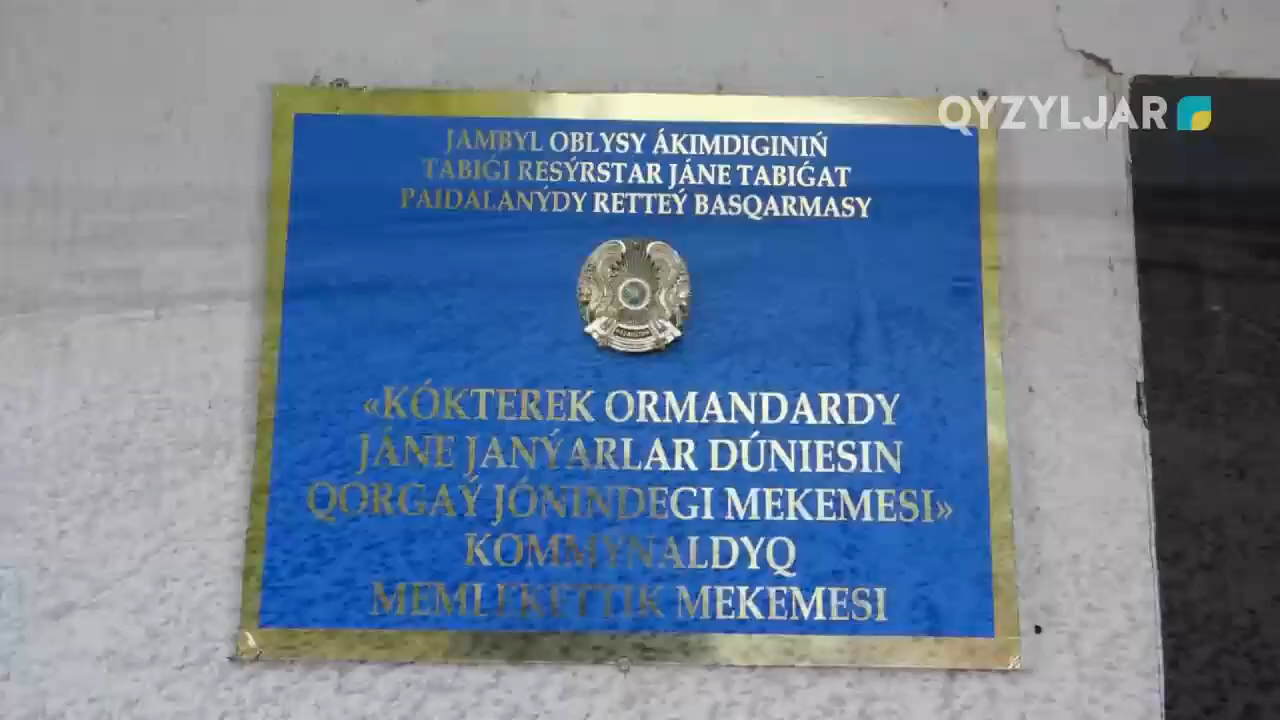 QYZYLJAR
JAMBYL OBLYSY ÁKIMDIGINIŃ
TABIǴI RESÝRSTAR JÁNE TABIǴAT
PAIDALANÝDY RETTEÝ BASQARMASY
«KÓKTEREK ORMANDARDY
JÁNE JANÝARLAR DÚNIESIN
QORGAÝ JÓNINDEGI MEKEMESI»
KOMMÝNALDYQ
MEMLEKETTIK MEKEMESI